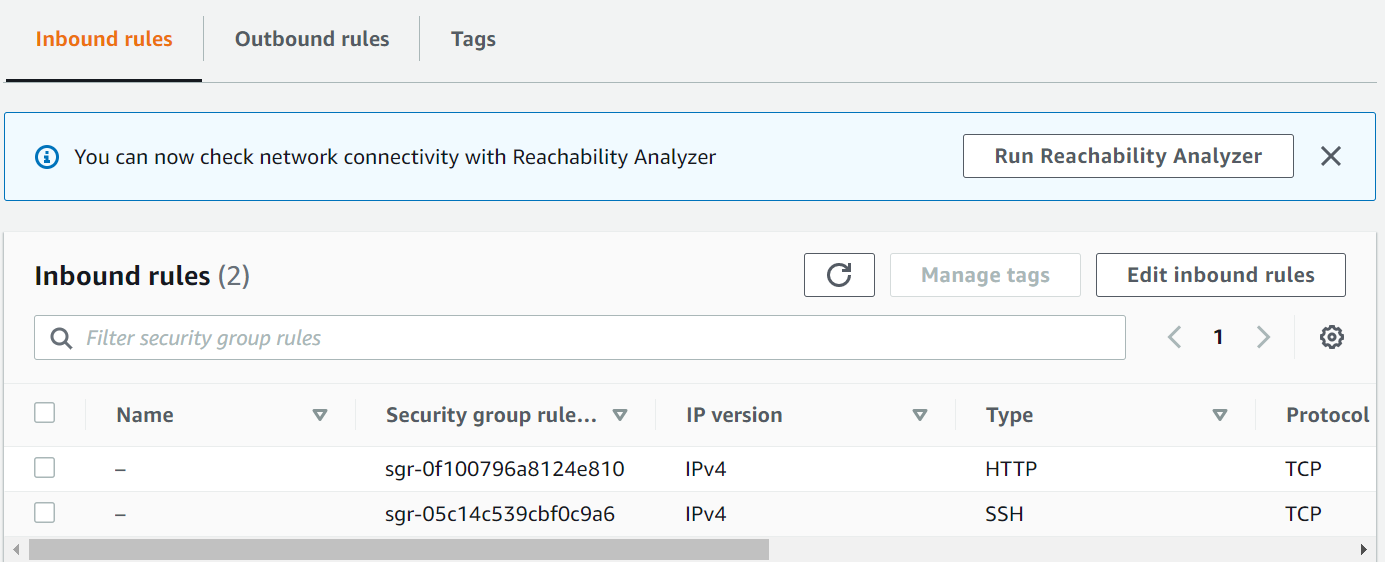 Inbound rules Outbound rules Tags
You can now check network connectivity with Reachability Analyzer Run Reachability Analyzer
Inbound rules (2) Manage tags Edit inbound rules
Filter security group rules 1
Name Security group rule... IP version Type Protocol
– sgr-0f100796a8124e810 IPv4 HTTP TCP
– sgr-05c14c539cbf0c9a6 IPv4 SSH TCP